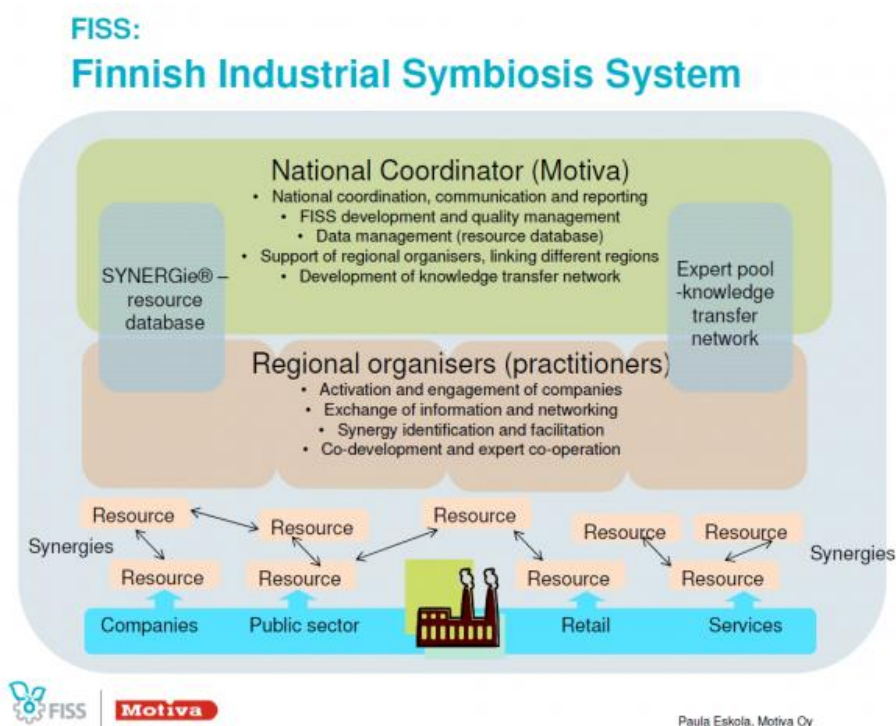 FISS:
Finnish Industrial Symbiosis System
National Coordinator (Motiva)
• National coordination, communication and reporting
• FISS development and quality management
• Data management (resource database)
• Support of regional organisers, linking different regions
• Development of knowledge transfer network
SYNERGie® –
resource
database
Expert pool
-knowledge
transfer
network
Regional organisers (practitioners)
• Activation and engagement of companies
• Exchange of information and networking
• Synergy identification and facilitation
• Co-development and expert co-operation
Resource
Resource
Resource
Resource
Resource
Synergies
Synergies
Resource
Resource
Resource
Resource
Companies
Public sector
Retail
Services
FISS
Motiva
Paula Eskola, Motiva Oy